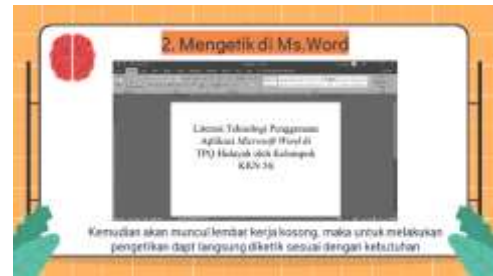 2. Mengetik di Ms.Word
Literasi Teknologi Penggunaan
Aplikasi Microsoft Word di
TPQ Hidayah oleh Kelompok
KKN 56
Kemudian akan muncul lembar kerja kosong, maka untuk melakukan
pengetikan dapt langsung diketik sesuai dengan kebutuhan